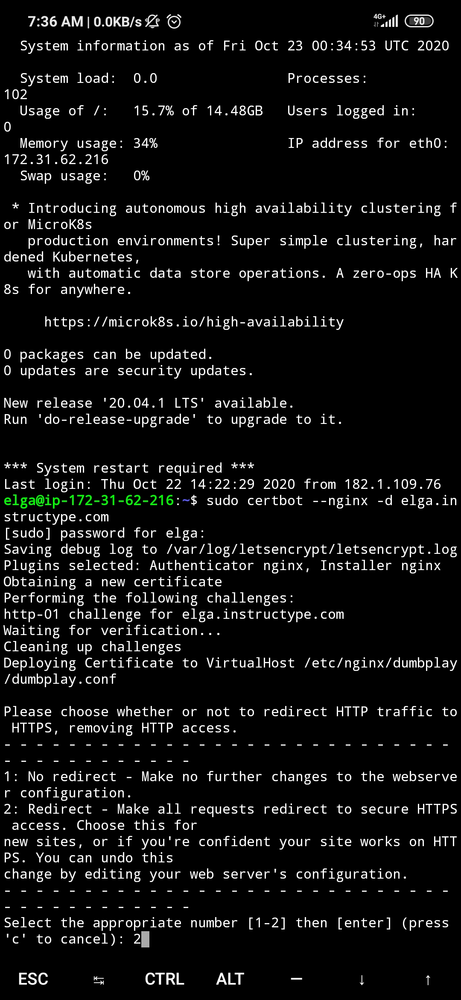 7:36 AM | 0.0KB/s 4G+ 90
System information as of Fri Oct 23 00:34:53 UTC 2020
System load:  0.0                Processes:
102
Usage of /:   15.7% of 14.48GB   Users logged in:
0
Memory usage: 34%                IP address for eth0:
172.31.62.216
Swap usage:   0%
* Introducing autonomous high availability clustering f
or MicroK8s
production environments! Super simple clustering, har
dened Kubernetes,
with automatic data store operations. A zero-ops HA K
8s for anywhere.
https://microk8s.io/high-availability
0 packages can be updated.
0 updates are security updates.
New release '20.04.1 LTS' available.
Run 'do-release-upgrade' to upgrade to it.
*** System restart required ***
Last login: Thu Oct 22 14:22:29 2020 from 182.1.109.76
elga@ip-172-31-62-216:~$ sudo certbot --nginx -d elga.in
structype.com
[sudo] password for elga:
Saving debug log to /var/log/letsencrypt/letsencrypt.log
Plugins selected: Authenticator nginx, Installer nginx
Obtaining a new certificate
Performing the following challenges:
http-01 challenge for elga.instructype.com
Waiting for verification...
Cleaning up challenges
Deploying Certificate to VirtualHost /etc/nginx/dumbplay
/dumbplay.conf
Please choose whether or not to redirect HTTP traffic to
HTTPS, removing HTTP access.
- - - - - - - - - - - - - - - - - - - - - - - - - - - -
- - - - - - - - - - - -
1: No redirect - Make no further changes to the webserve
r configuration.
2: Redirect - Make all requests redirect to secure HTTPS
access. Choose this for
new sites, or if you're confident your site works on HTT
PS. You can undo this
change by editing your web server's configuration.
- - - - - - - - - - - - - - - - - - - - - - - - - - - -
- - - - - - - - - - - -
Select the appropriate number [1-2] then [enter] (press
'c' to cancel): 2
ESC ↹ CTRL ALT — ↓ ↑